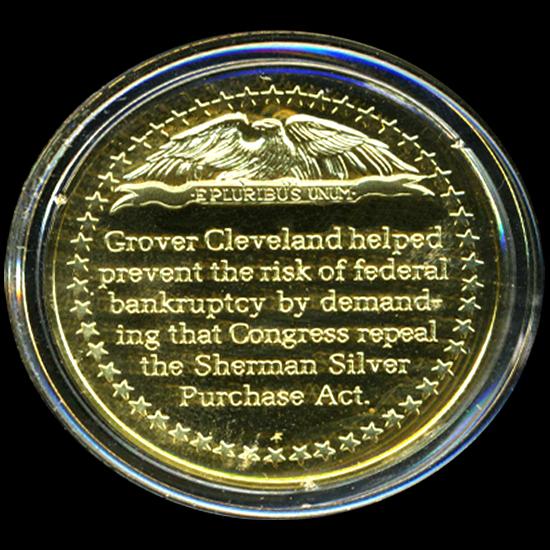 E PLURIBUS UNUM
Grover Cleveland helped
prevent the risk of federal
bankruptcy by demand-
ing that Congress repeal
the Sherman Silver
Purchase Act.